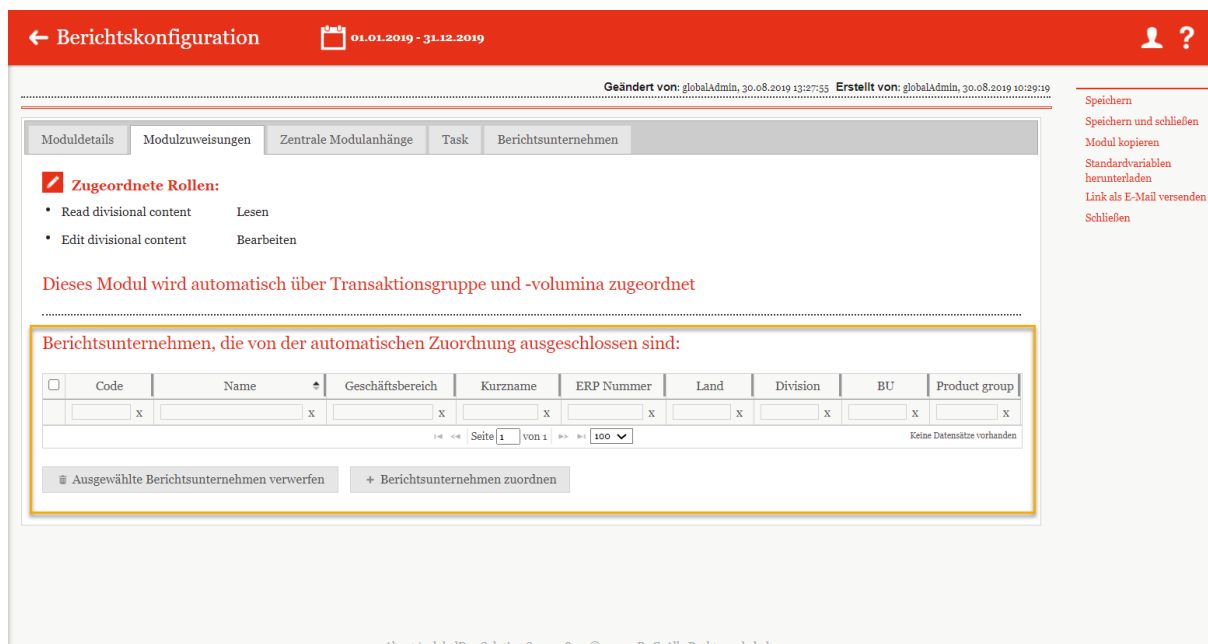 Berichtskonfiguration
01.01.2019 - 31.12.2019
?
Geändert von: globalAdmin, 30.08.2019 13:27:55 Erstellt von: globalAdmin, 30.08.2019 10:29:19
Speichern
Speichern und schließen
Modul kopieren
Standardvariablen
herunterladen
Link als E-Mail versenden
Schließen
Moduldetails Modulzuweisungen Zentrale Modulanhänge Task Berichtsunternehmen
Zugeordnete Rollen:
• Read divisional content Lesen
• Edit divisional content Bearbeiten
Dieses Modul wird automatisch über Transaktionsgruppe und -volumina zugeordnet
Berichtsunternehmen, die von der automatischen Zuordnung ausgeschlossen sind:
Code Name Geschäftsbereich Kurzname ERP Nummer Land Division BU Product group
x x x x x x x x x
Seite 1 von 1 100 Keine Datensätze vorhanden
Ausgewählte Berichtsunternehmen verwerfen + Berichtsunternehmen zuordnen